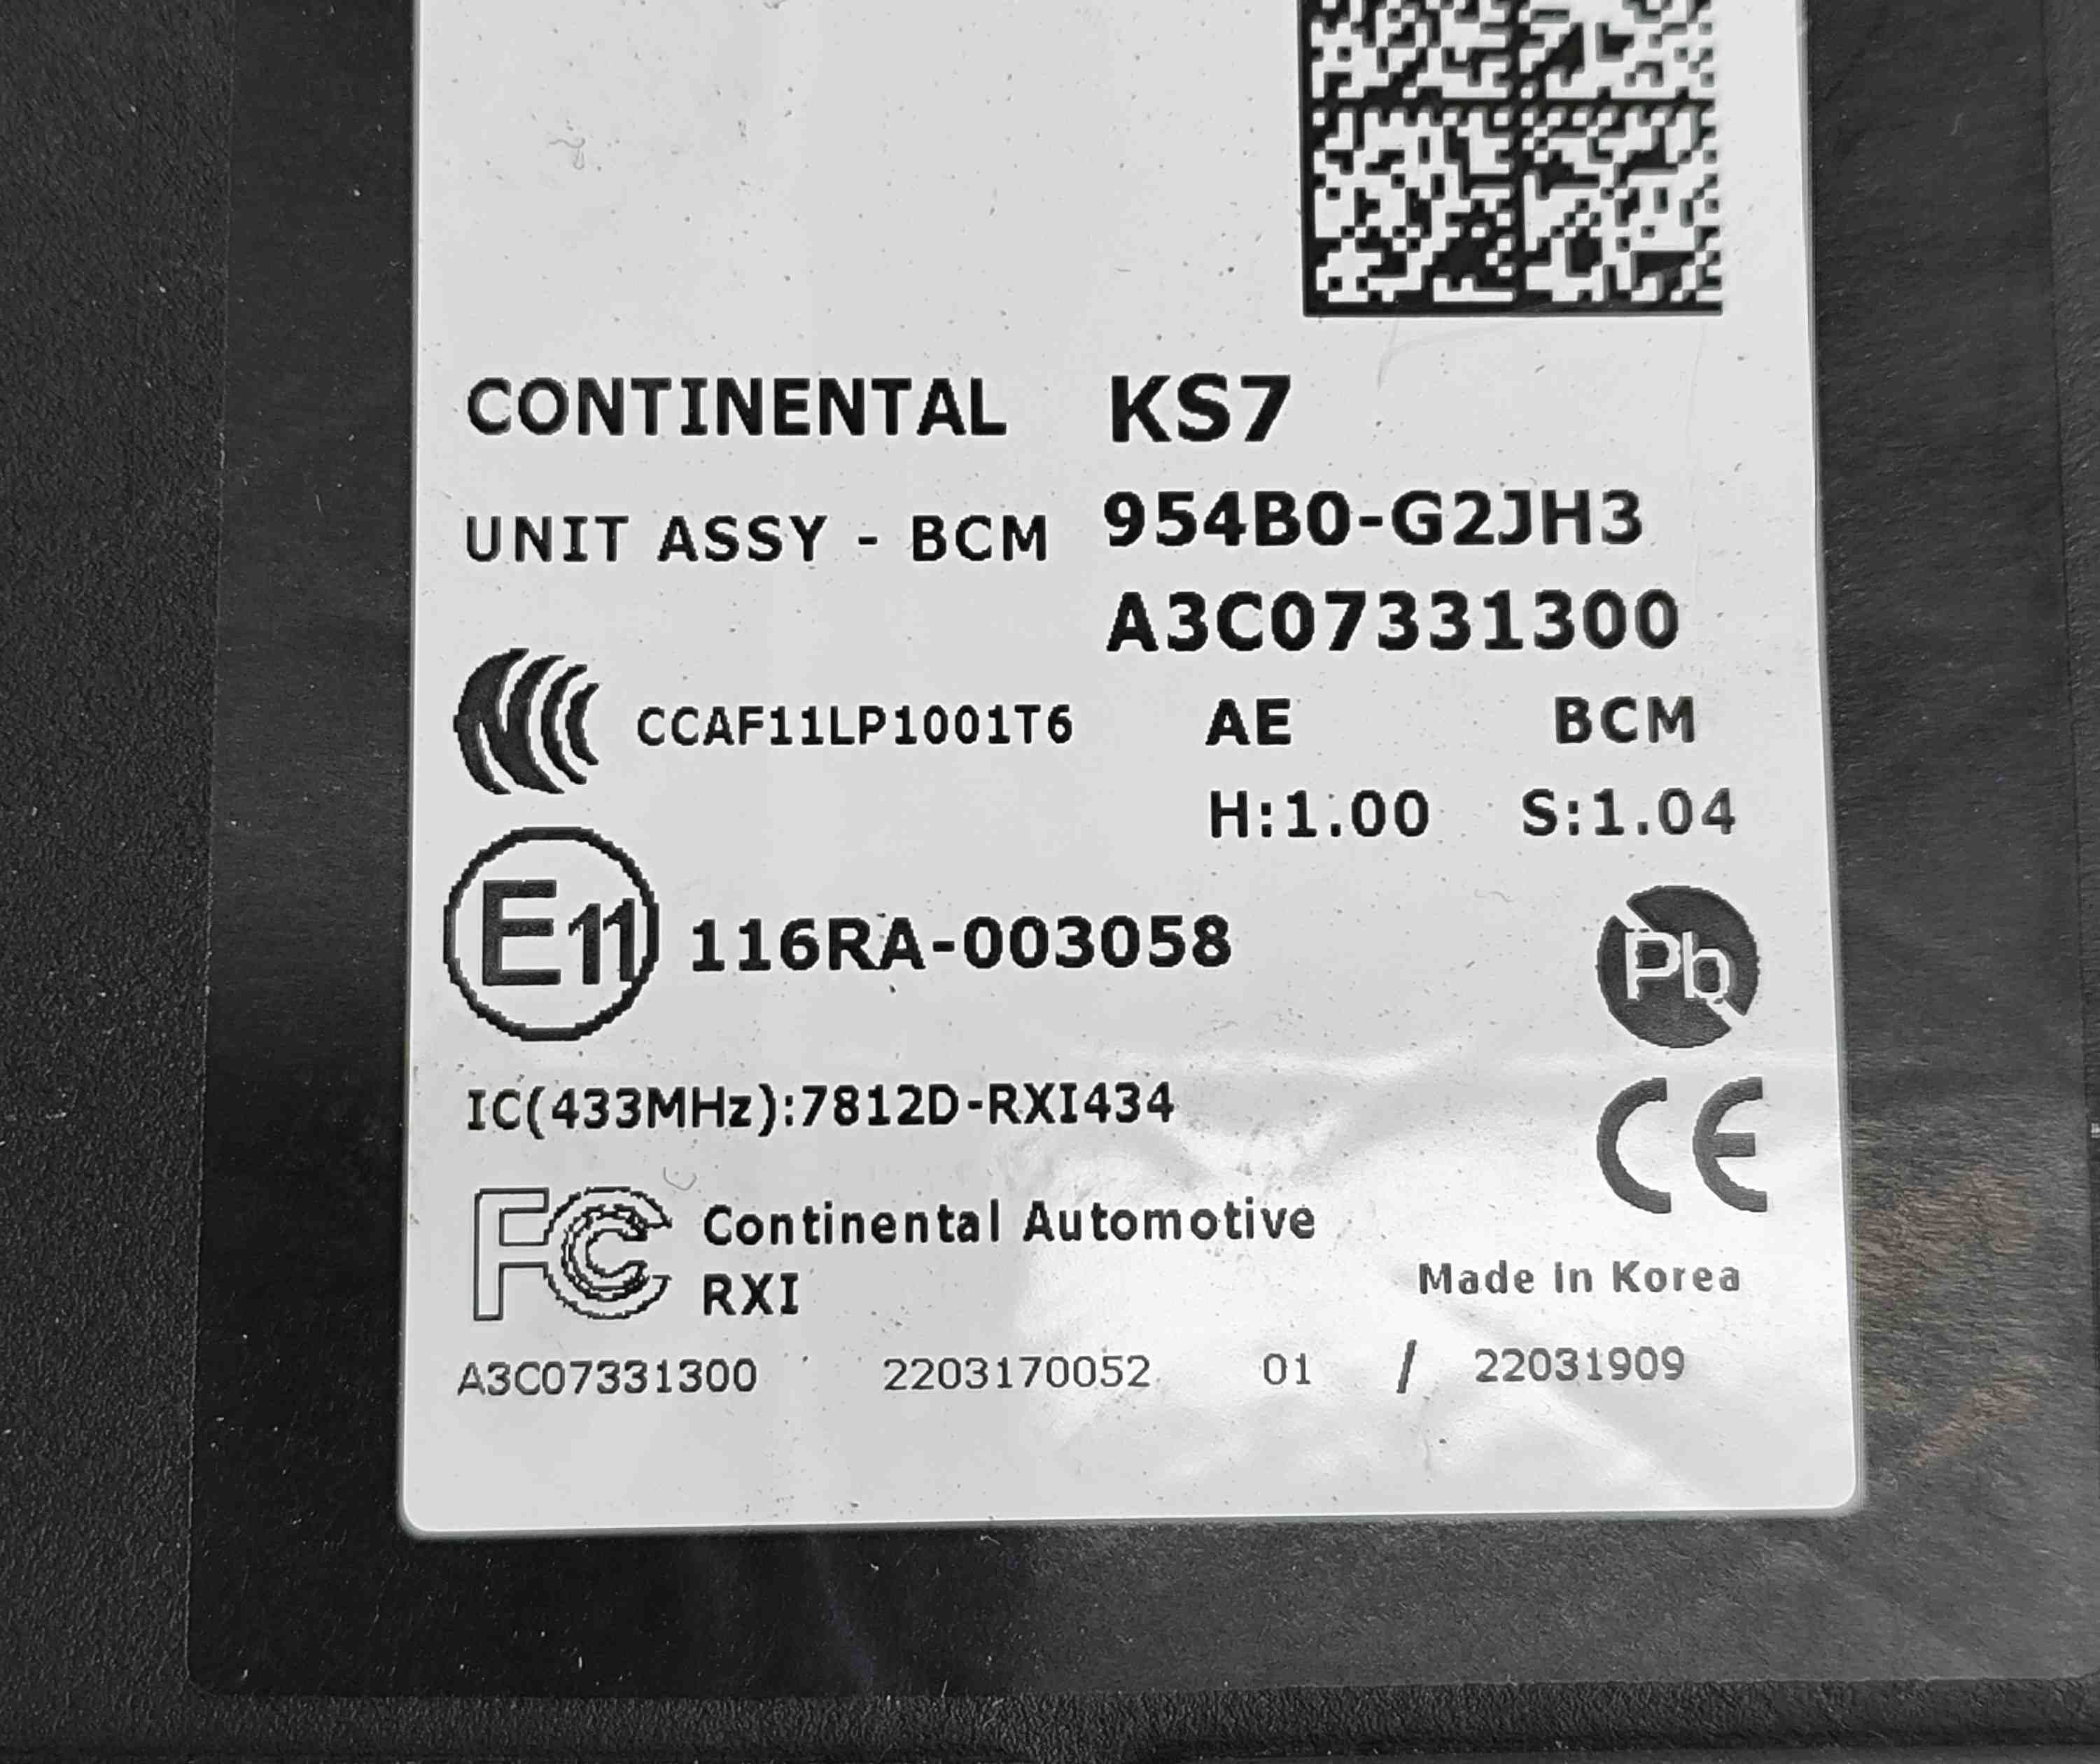 CONTINENTAL KS7
UNIT ASSY - BCM 954B0-G2JH3
A3C07331300
CCAF11LP1001T6 AE BCM
H:1.00 S:1.04
E11 116RA-003058
Pb
IC(433MHz):7812D-RXI434
CE
FC Continental Automotive
RXI
Made in Korea
A3C07331300 2203170052 01 / 22031909